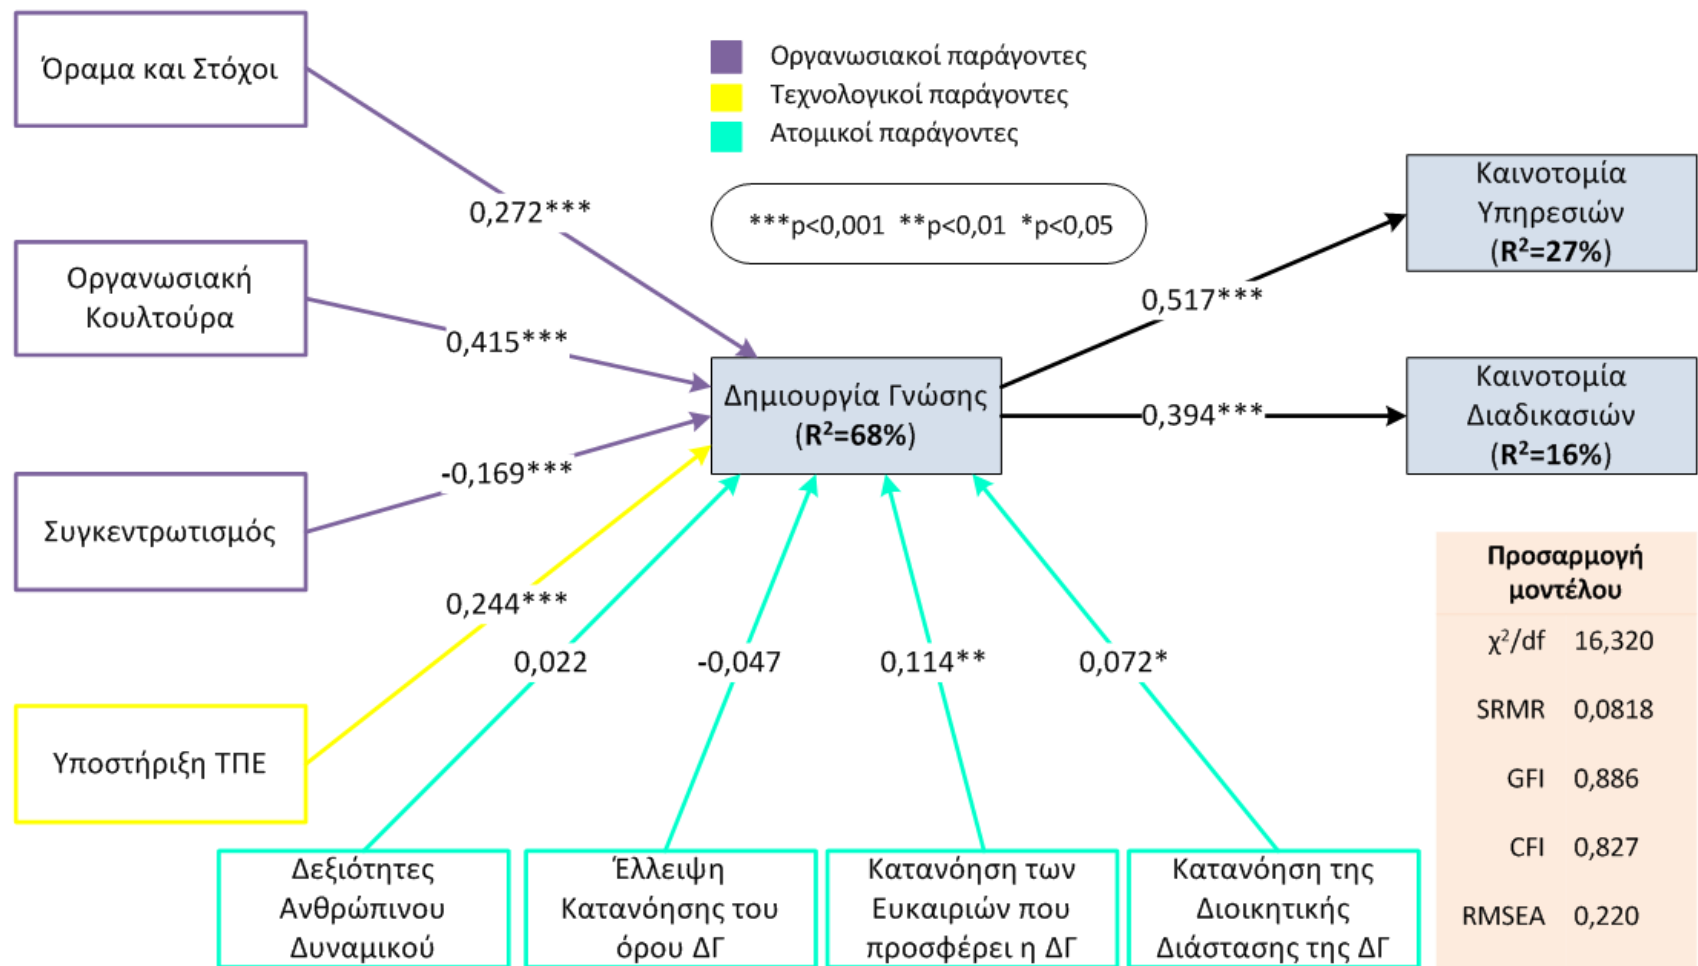 Όραμα και Στόχοι
Οργανωσιακοί παράγοντες
Τεχνολογικοί παράγοντες
Ατομικοί παράγοντες
***p<0,001 **p<0,01 *p<0,05
0,272***
Οργανωσιακή
Κουλτούρα
0,415***
Συγκεντρωτισμός
-0,169***
Υποστήριξη ΤΠΕ
0,244***
Δημιουργία Γνώσης
(R²=68%)
0,517***
0,394***
Καινοτομία
Υπηρεσιών
(R²=27%)
Καινοτομία
Διαδικασιών
(R²=16%)
0,022
-0,047
0,114**
0,072*
Δεξιότητες
Ανθρώπινου
Δυναμικού
Έλλειψη
Κατανόησης του
όρου ΔΓ
Κατανόηση των
Ευκαιριών που
προσφέρει η ΔΓ
Κατανόηση της
Διοικητικής
Διάστασης της ΔΓ
Προσαρμογή
μοντέλου
χ²/df 16,320
SRMR 0,0818
GFI 0,886
CFI 0,827
RMSEA 0,220